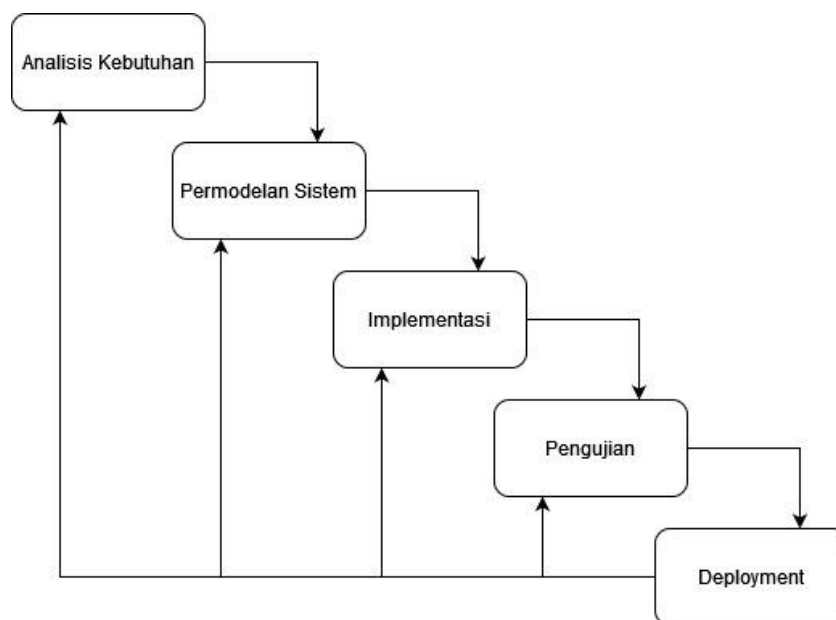 Analisis Kebutuhan
Permodelan Sistem
Implementasi
Pengujian
Deployment